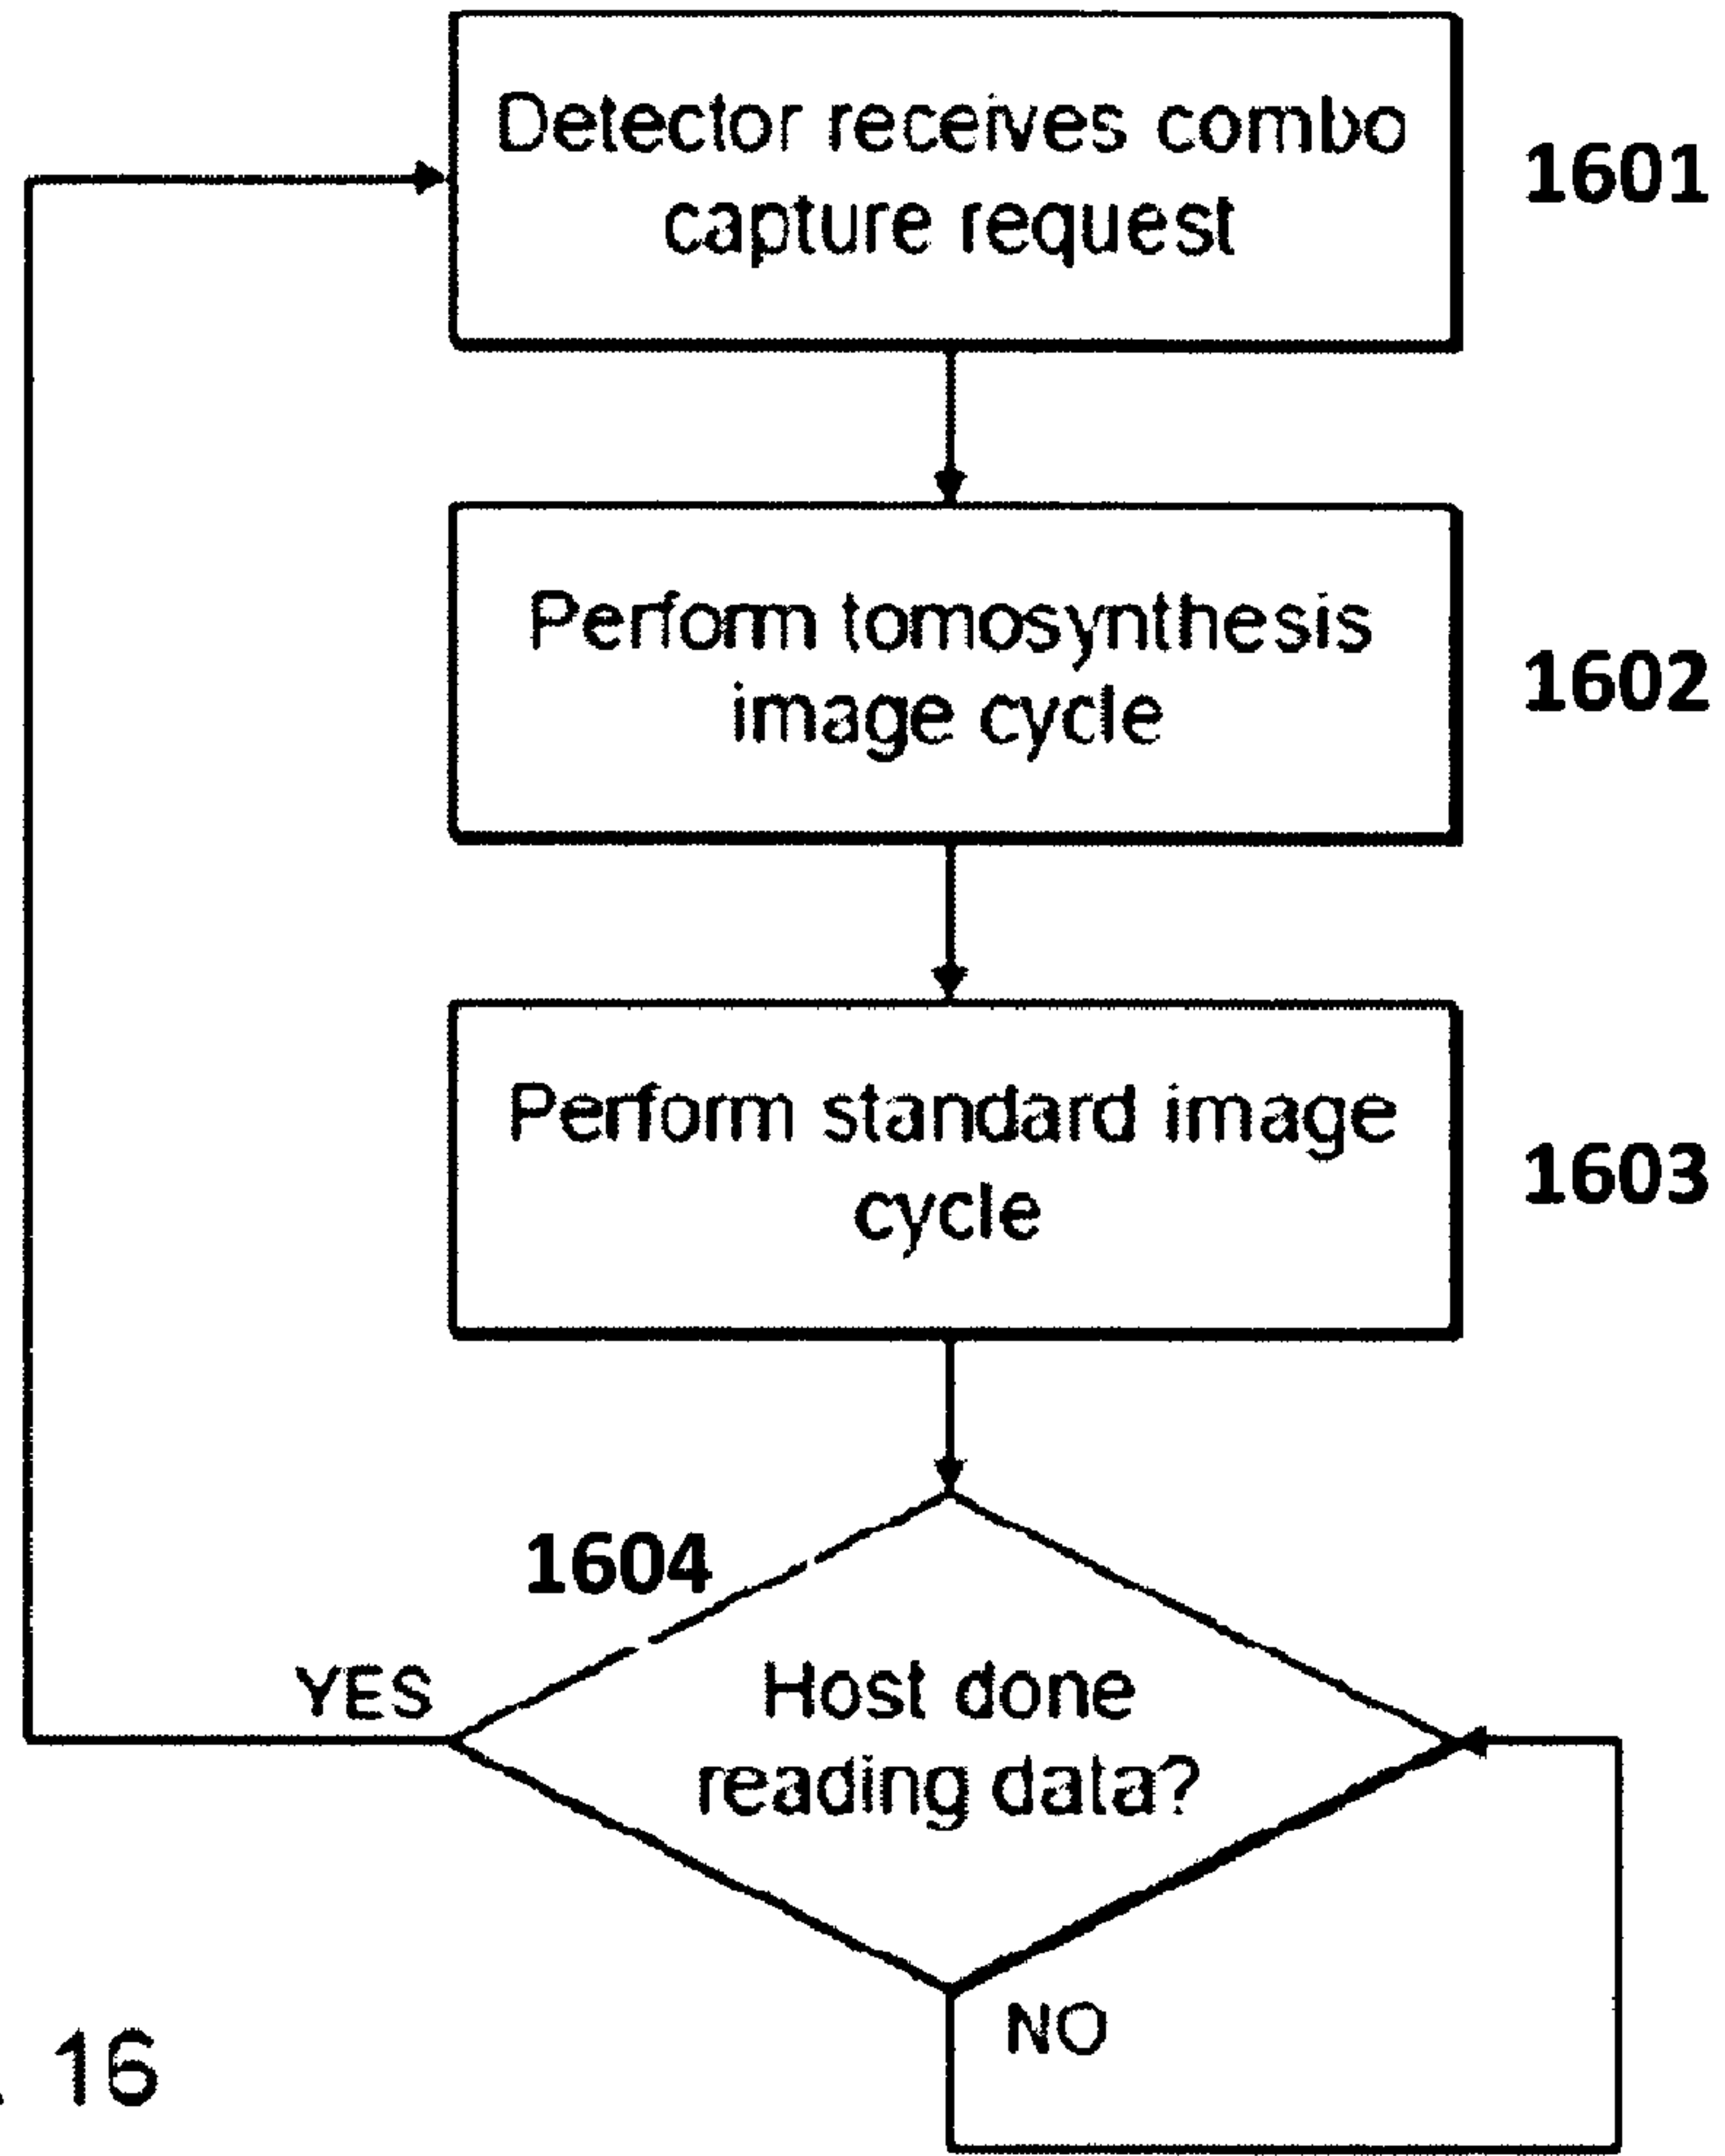 Detector receives combo
capture request
1601
Perform tomosynthesis
image cycle
1602
Perform standard image
cycle
1603
1604
YES
Host done
reading data?
NO
. 16